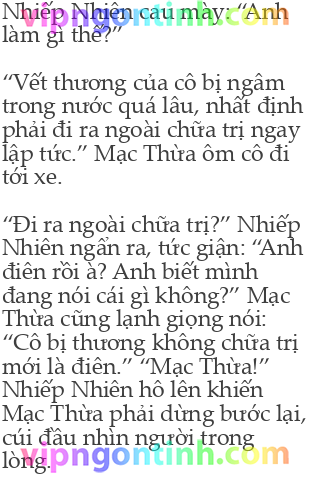 Nhiếp Nhiên cau mày: “Anh
làm gì thế?”
“Vết thương của cô bị ngâm
trong nước quá lâu, nhất định
phải đi ra ngoài chữa trị ngay
lập tức.” Mạc Thừa ôm cô đi
tới xe.
“Đi ra ngoài chữa trị?” Nhiếp
Nhiên ngẩn ra, tức giận: “Anh
điên rồi à? Anh biết mình
đang nói cái gì không?” Mạc
Thừa cũng lạnh giọng nói:
“Cô bị thương không chữa trị
mới là điên.” “Mạc Thừa!”
Nhiếp Nhiên hô lên khiến
Mạc Thừa phải dừng bước lại,
cúi đầu nhìn người trong
lòng.
vipngontinh.com
vipngontinh.com